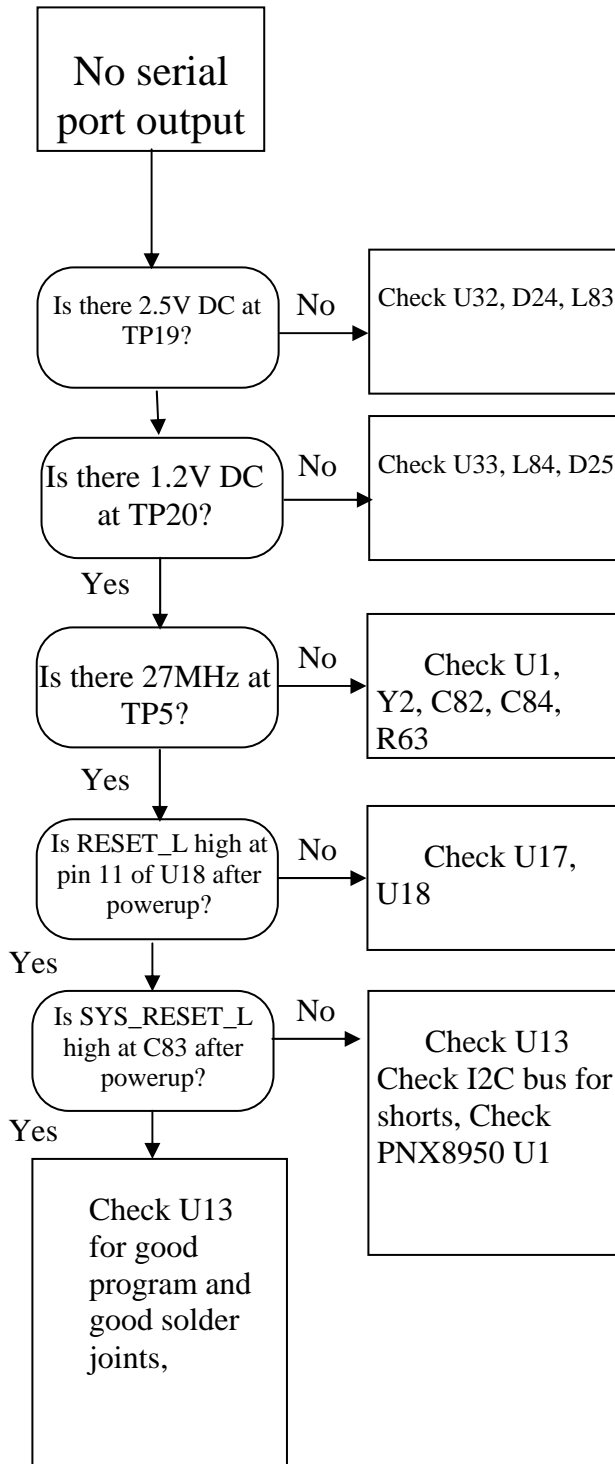 No serial
port output
Is there 2.5V DC at
TP19?
No
Check U32, D24, L83
Is there 1.2V DC
at TP20?
No
Check U33, L84, D25
Yes
Is there 27MHz at
TP5?
No
Check U1,
Y2, C82, C84,
R63
Yes
Is RESET_L high at
pin 11 of U18 after
powerup?
No
Check U17,
U18
Yes
Is SYS_RESET_L
high at C83 after
powerup?
No
Check U13
Check I2C bus for
shorts, Check
PNX8950 U1
Yes
Check U13
for good
program and
good solder
joints,